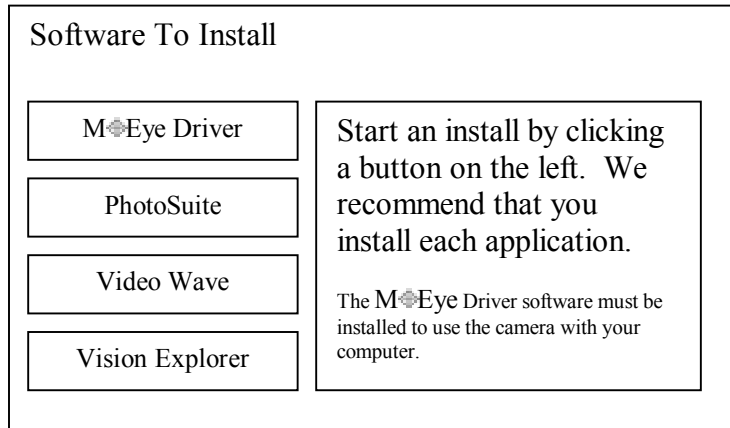 Software To Install
M Eye Driver
PhotoSuite
Video Wave
Vision Explorer
Start an install by clicking
a button on the left.  We
recommend that you
install each application.
The M Eye Driver software must be
installed to use the camera with your
computer.